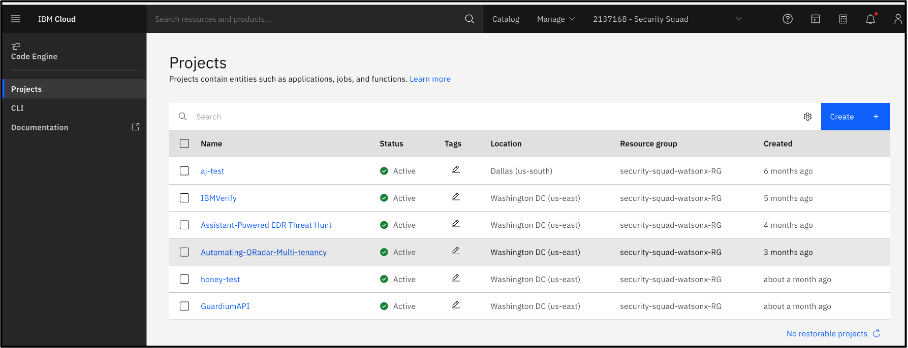 IBM Cloud Search resources and products... Catalog Manage 2137168 - Security Squad
Code Engine
Projects
CLI
Documentation
Projects
Projects contain entities such as applications, jobs, and functions. Learn more
Search Create +
Name Status Tags Location Resource group Created
aj-test Active Dallas (us-south) security-squad-watsonx-RG 6 months ago
IBMVerify Active Washington DC (us-east) security-squad-watsonx-RG 5 months ago
Assistant-Powered EDR Threat Hunt Active Washington DC (us-east) security-squad-watsonx-RG 4 months ago
Automating-QRadar-Multi-tenancy Active Washington DC (us-east) security-squad-watsonx-RG 3 months ago
honey-test Active Washington DC (us-east) security-squad-watsonx-RG about a month ago
GuardiumAPI Active Washington DC (us-east) security-squad-watsonx-RG about a month ago
No restorable projects